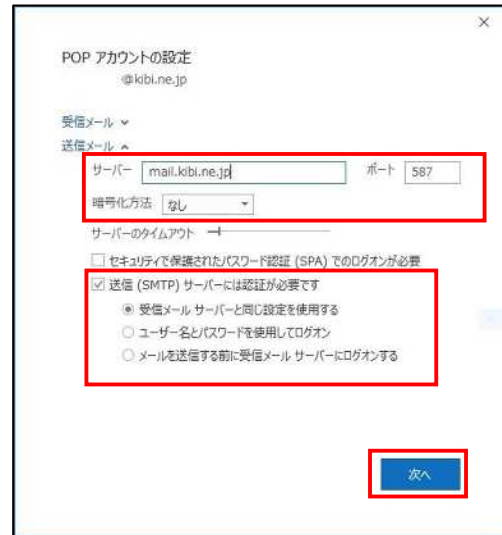 POP アカウントの設定
@kibi.ne.jp
受信メール
送信メール
サーバー mail.kibi.ne.jp ポート 587
暗号化方法 なし
サーバーのタイムアウト
セキュリティで保護されたパスワード認証 (SPA) でのログオンが必要
送信 (SMTP) サーバーには認証が必要です
受信メール サーバーと同じ設定を使用する
ユーザー名とパスワードを使用してログオン
メールを送信する前に受信メール サーバーにログオンする
次へ